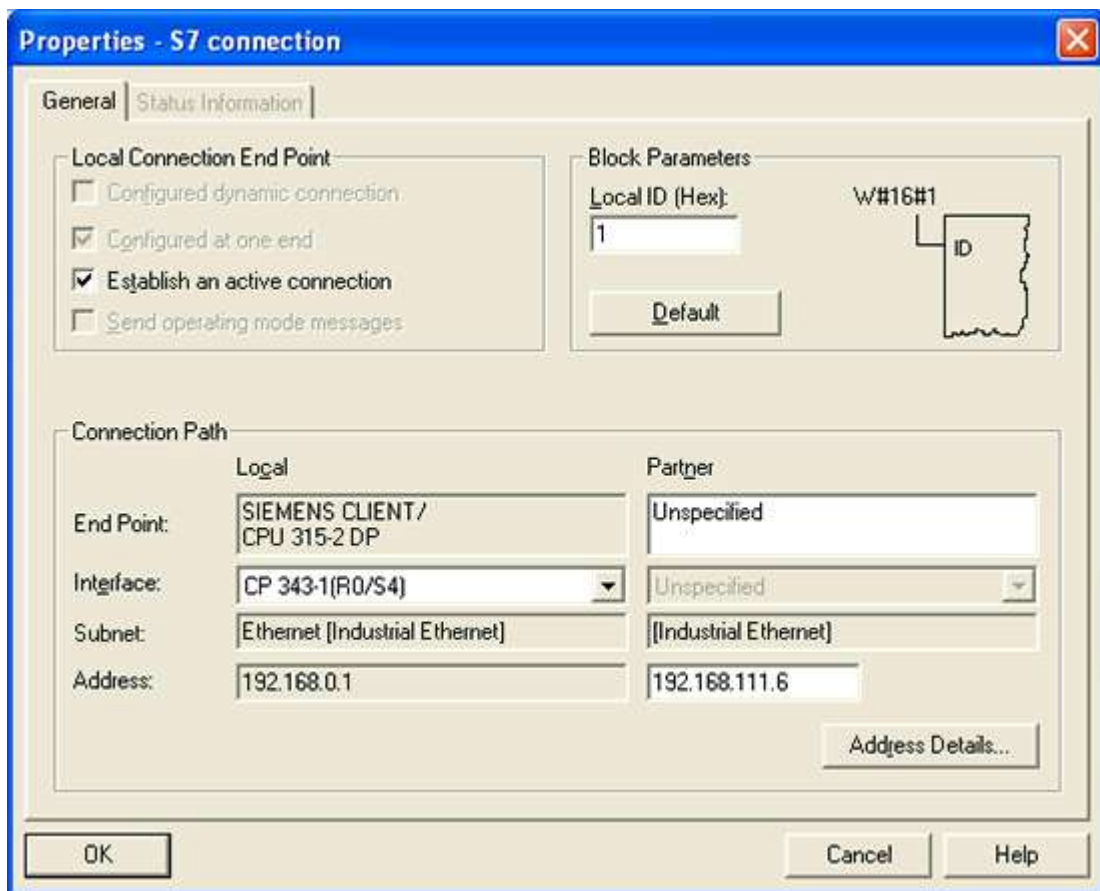 Properties - S7 connection
General
Status Information
Local Connection End Point
Configured dynamic connection
Configured at one end
Establish an active connection
Send operating mode messages
Block Parameters
Local ID (Hex):
W#16#1
1
ID
Default
Connection Path
Local
Partner
End Point:
SIEMENS CLIENT/
CPU 315-2 DP
Unspecified
Interface:
CP 343-1(R0/S4)
Unspecified
Subnet:
Ethernet [Industrial Ethernet]
[Industrial Ethernet]
Address:
192.168.0.1
192.168.111.6
Address Details...
OK
Cancel
Help